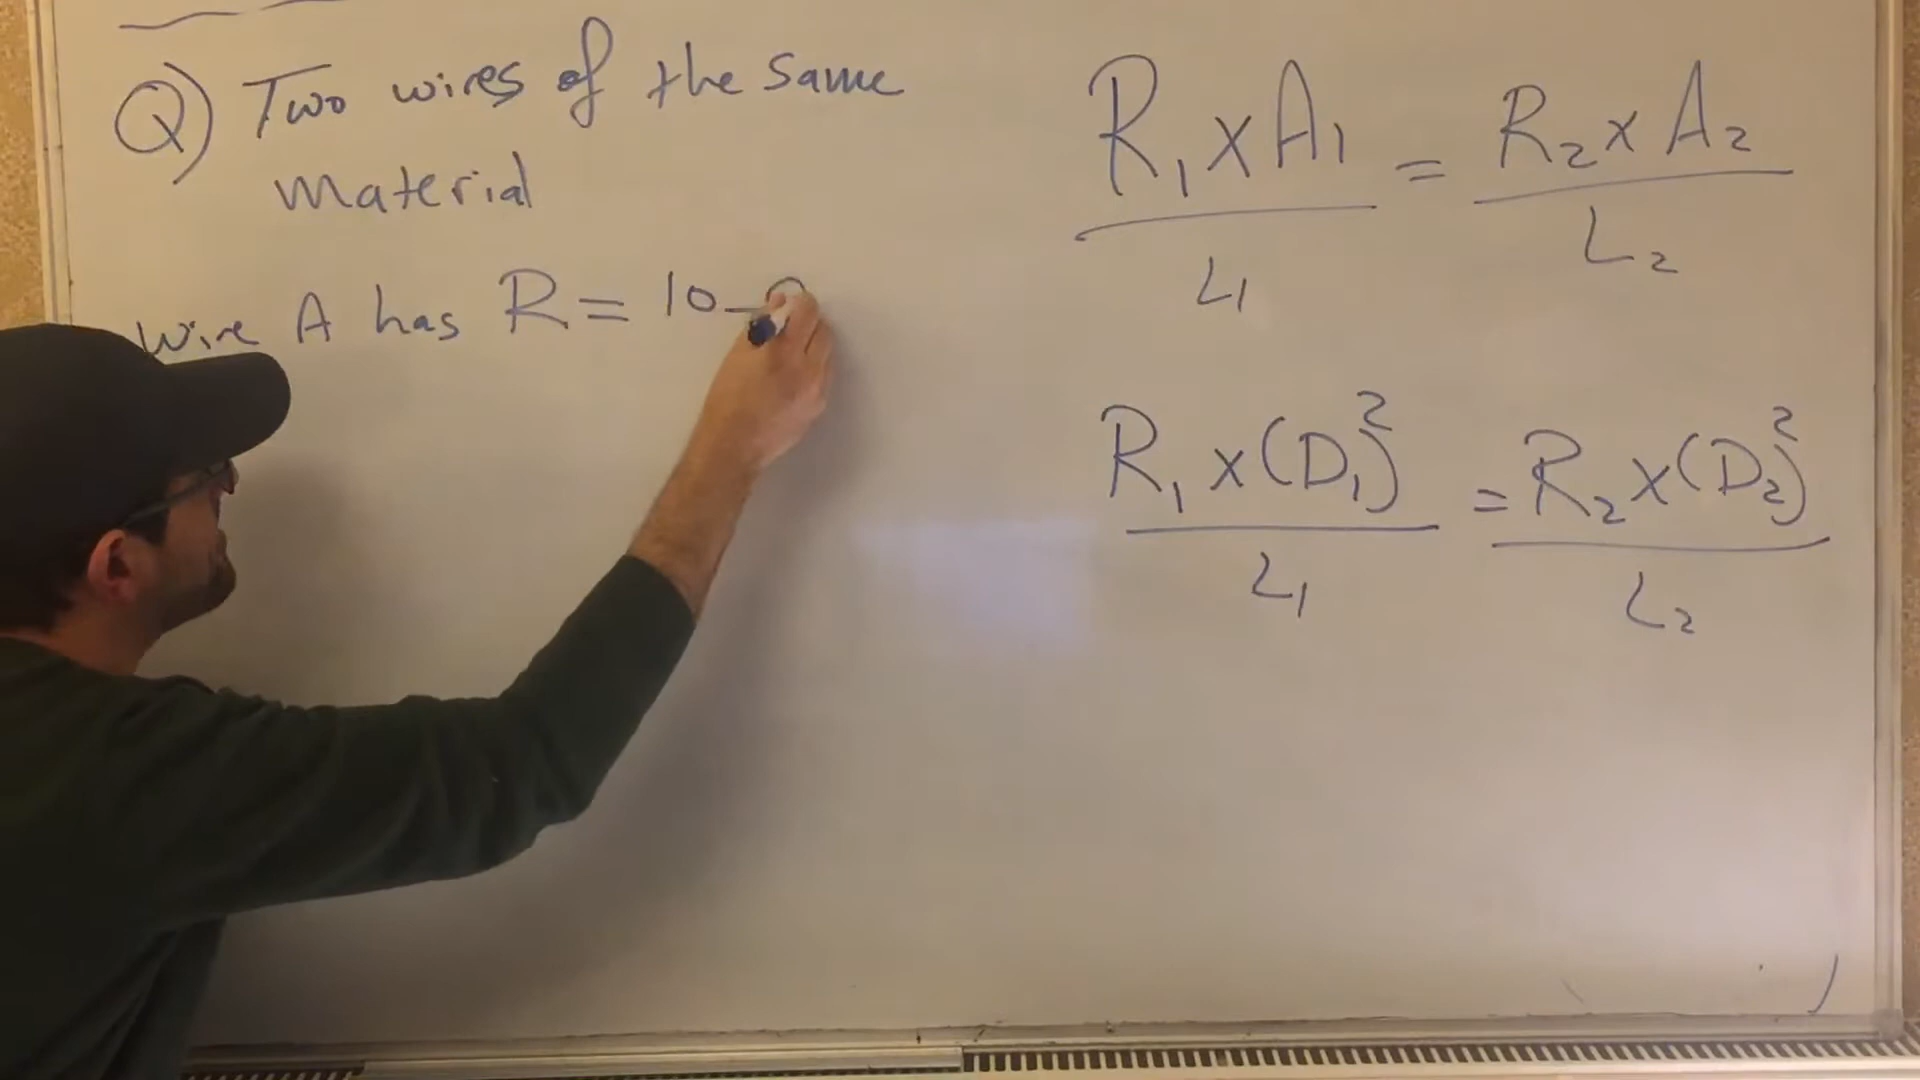 Q) Two wires of the same
material
Wire A has R = 10
R₁ x A₁ / L₁ = R₂ x A₂ / L₂
R₁ x (D₁)² / L₁ = R₂ x (D₂)² / L₂